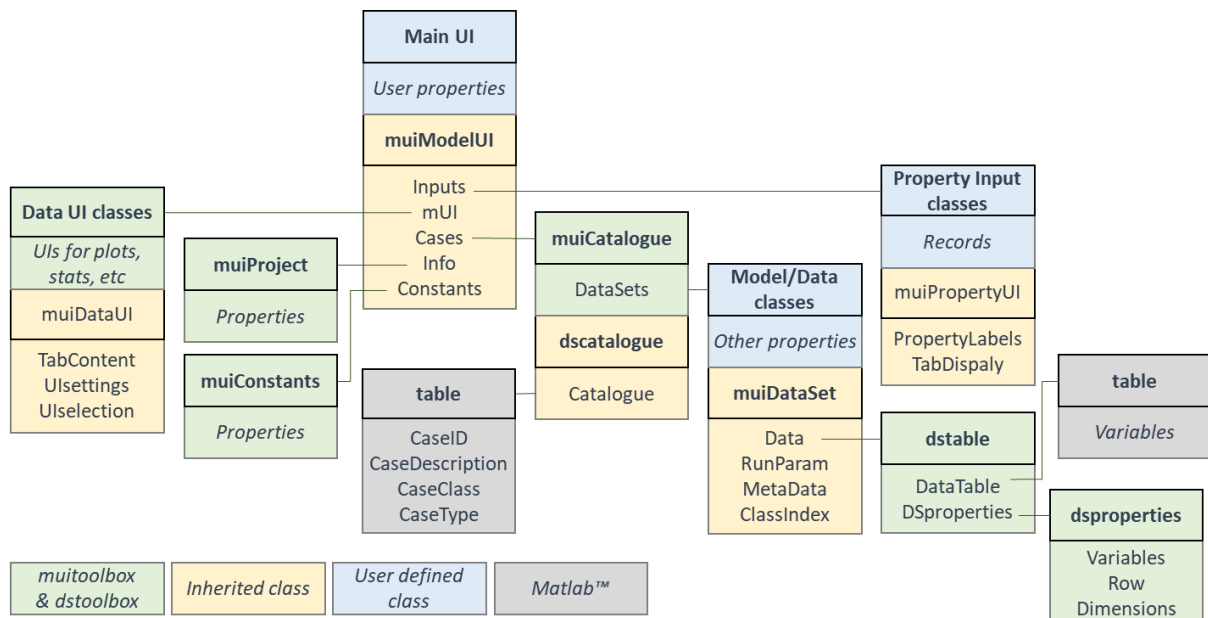 Main UI
User properties
muiModelUI
Inputs
mUI
Cases
Info
Constants
Data UI classes
UIs for plots,
stats, etc
muiDataUI
TabContent
UIsettings
UIselection
muiProject
Properties
muiConstants
Properties
table
CaseID
CaseDescription
CaseClass
CaseType
muiCatalogue
DataSets
dscatalogue
Catalogue
Model/Data
classes
Other properties
muiDataSet
Data
RunParam
MetaData
ClassIndex
Property Input
classes
Records
muiPropertyUI
PropertyLabels
TabDispaly
dstable
DataTable
DSproperties
table
Variables
dsproperties
Variables
Row
Dimensions
muitoolbox
& dstoolbox
Inherited class
User defined
class
Matlab™